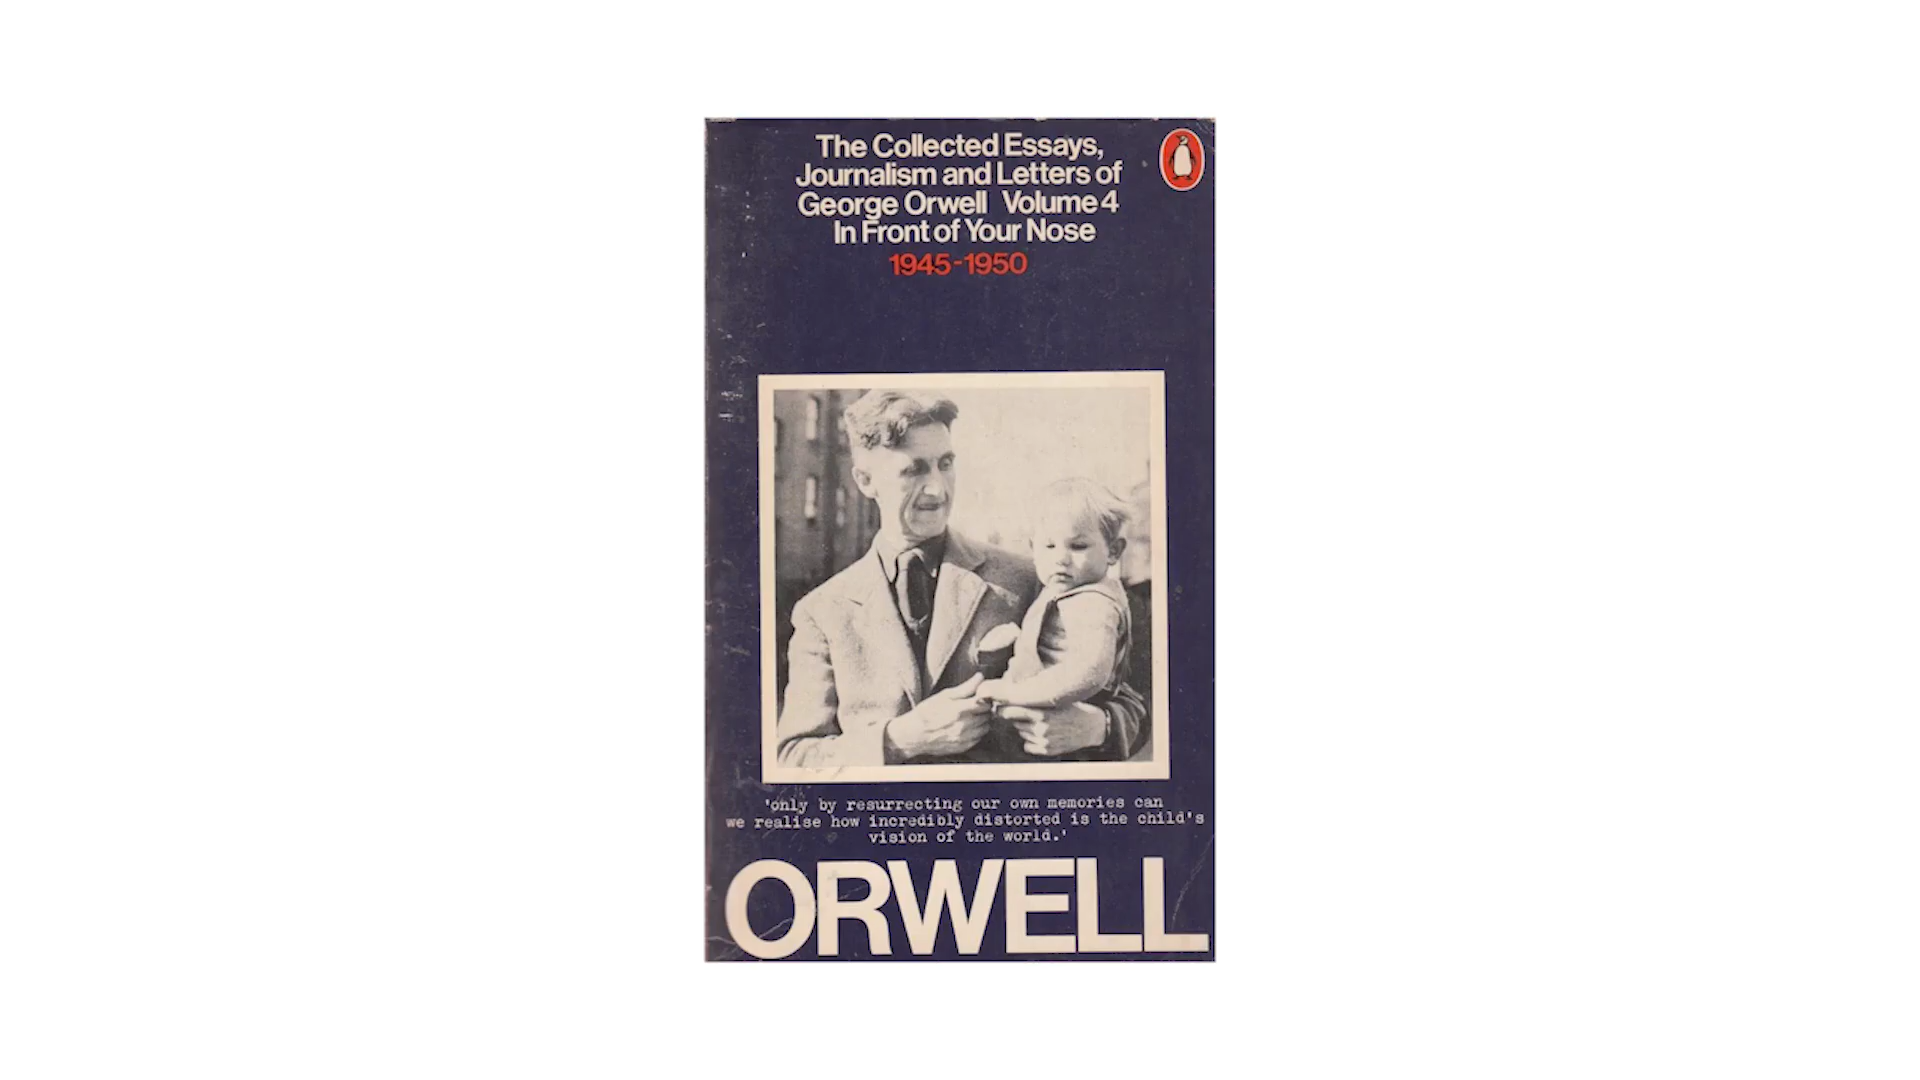 The Collected Essays,
Journalism and Letters of
George Orwell Volume 4
In Front of Your Nose
1945-1950
'only by resurrecting our own memories can
we realise how incredibly distorted is the child's
vision of the world.'
ORWELL